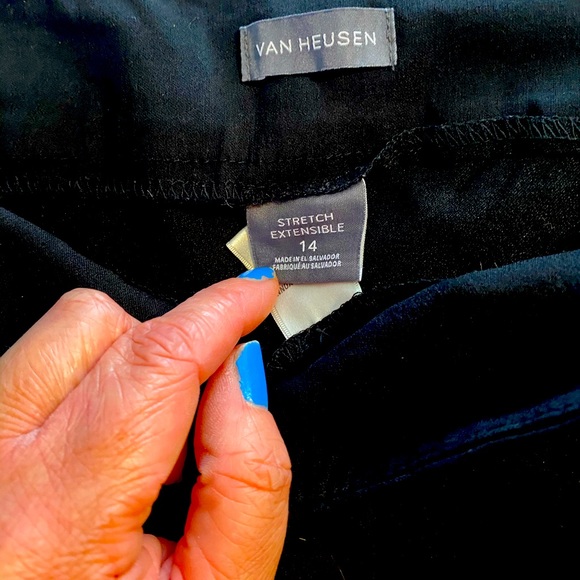 VAN HEUSEN
STRETCH
EXTENSIBLE
14
MADE IN EL SALVADOR
FABRIQUÉ AU SALVADOR